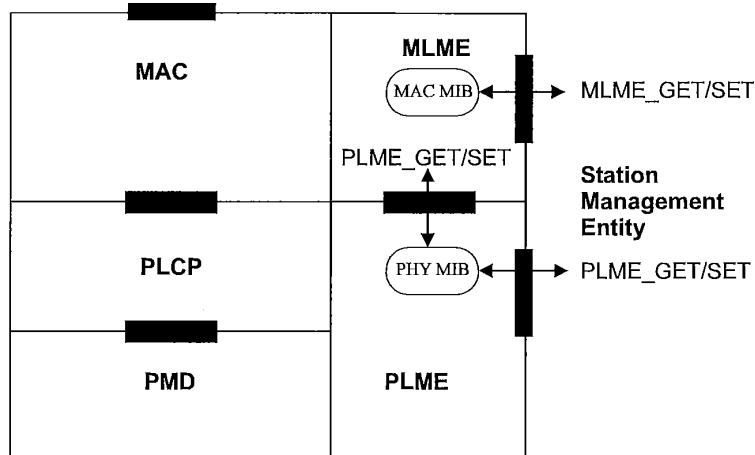 MLME
MAC
MAC MIB
MLME_GET/SET
PLME_GET/SET
Station
Management
Entity
PLCP
PHY MIB
PLME_GET/SET
PMD
PLME